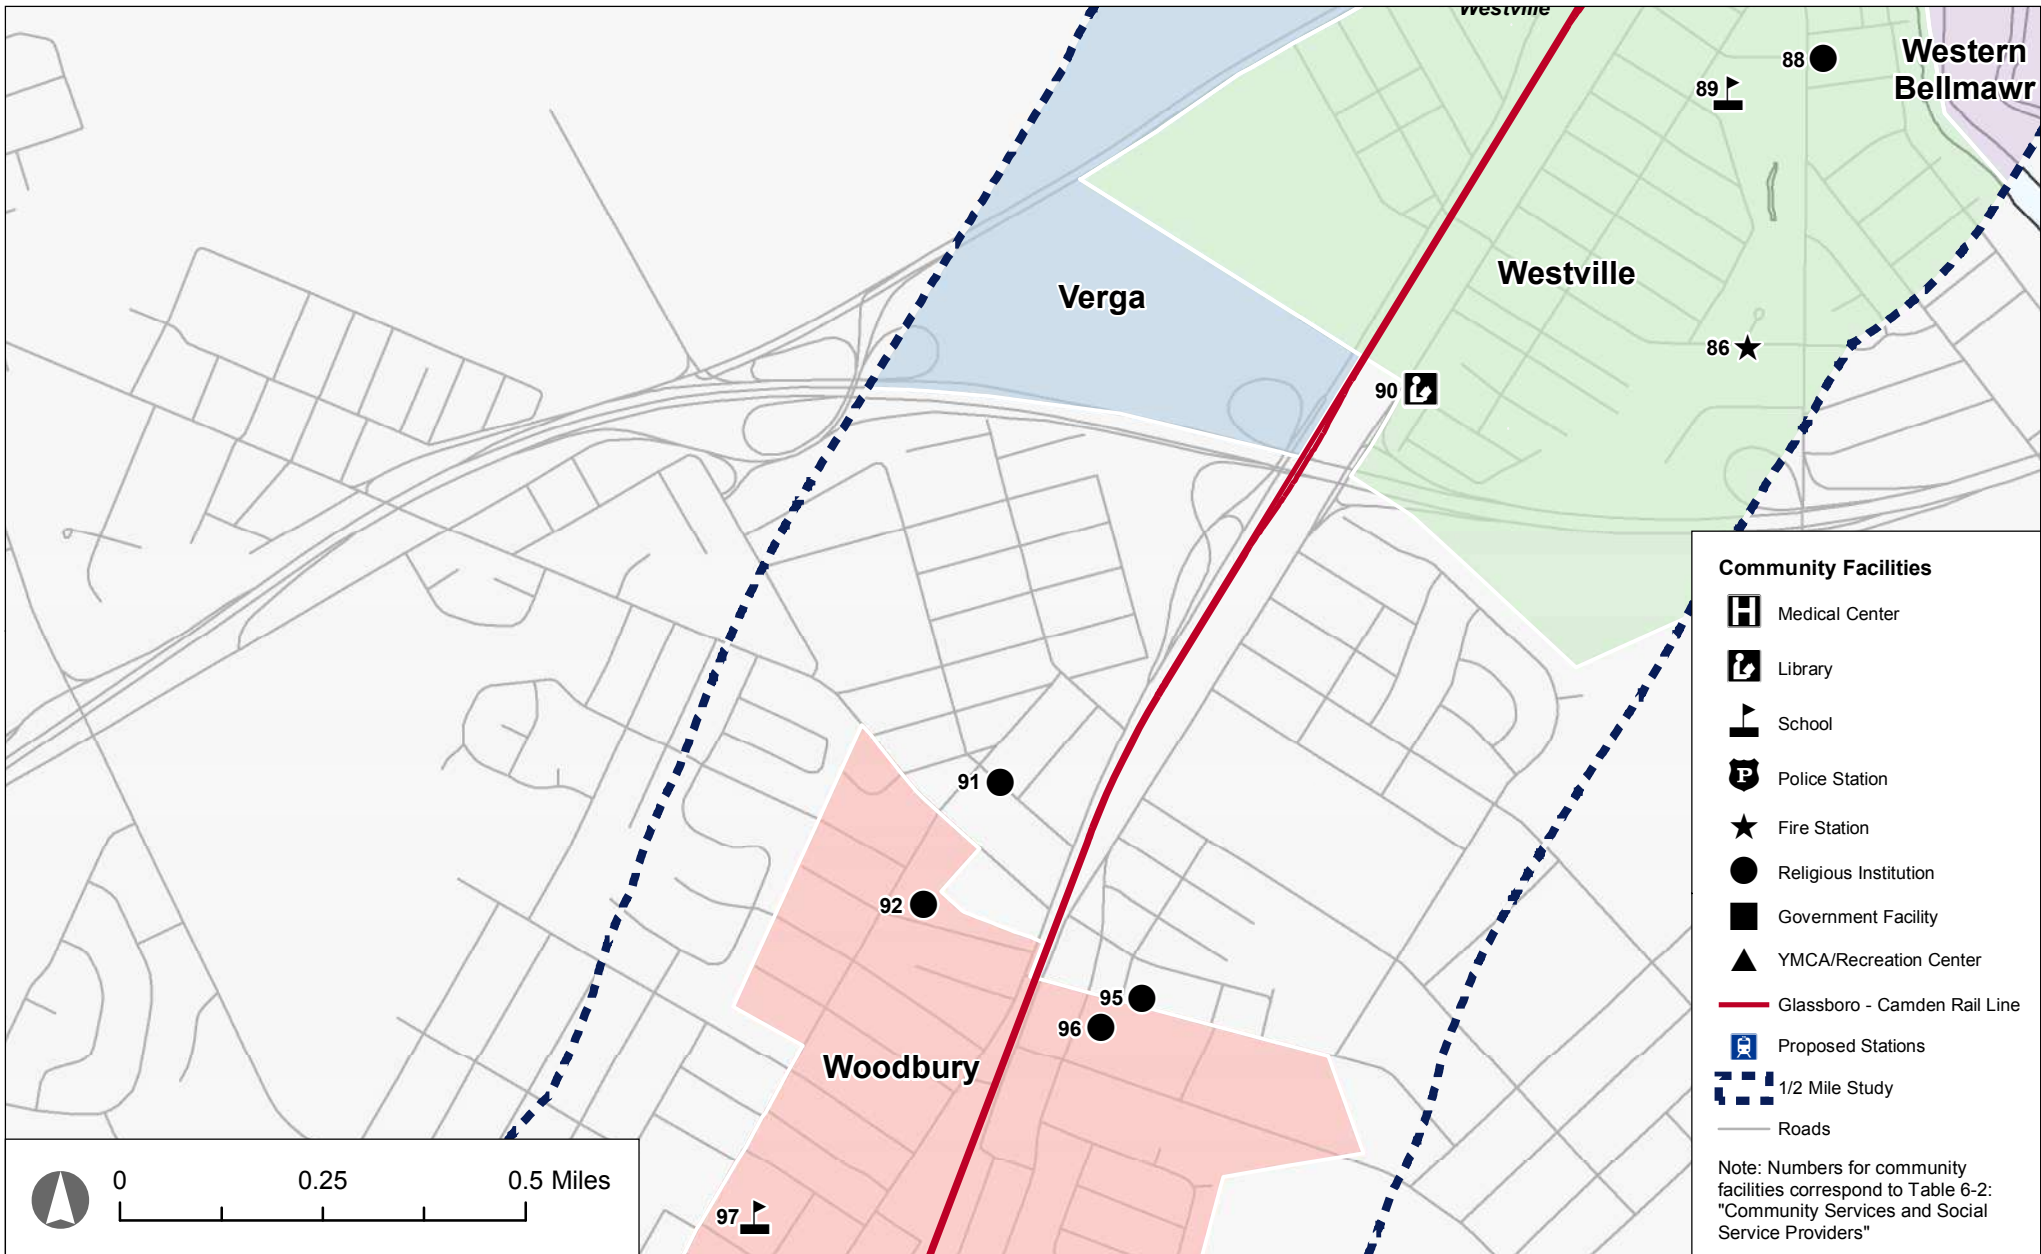 Westville
Western
Bellmawr
88
89
Verga
Westville
86
90
91
92
95
96
Woodbury
97
Community Facilities
H Medical Center
Library
School
P Police Station
Fire Station
Religious Institution
Government Facility
YMCA/Recreation Center
Glassboro - Camden Rail Line
Proposed Stations
1/2 Mile Study
Roads
Note: Numbers for community
facilities correspond to Table 6-2:
"Community Services and Social
Service Providers"
0 0.25 0.5 Miles